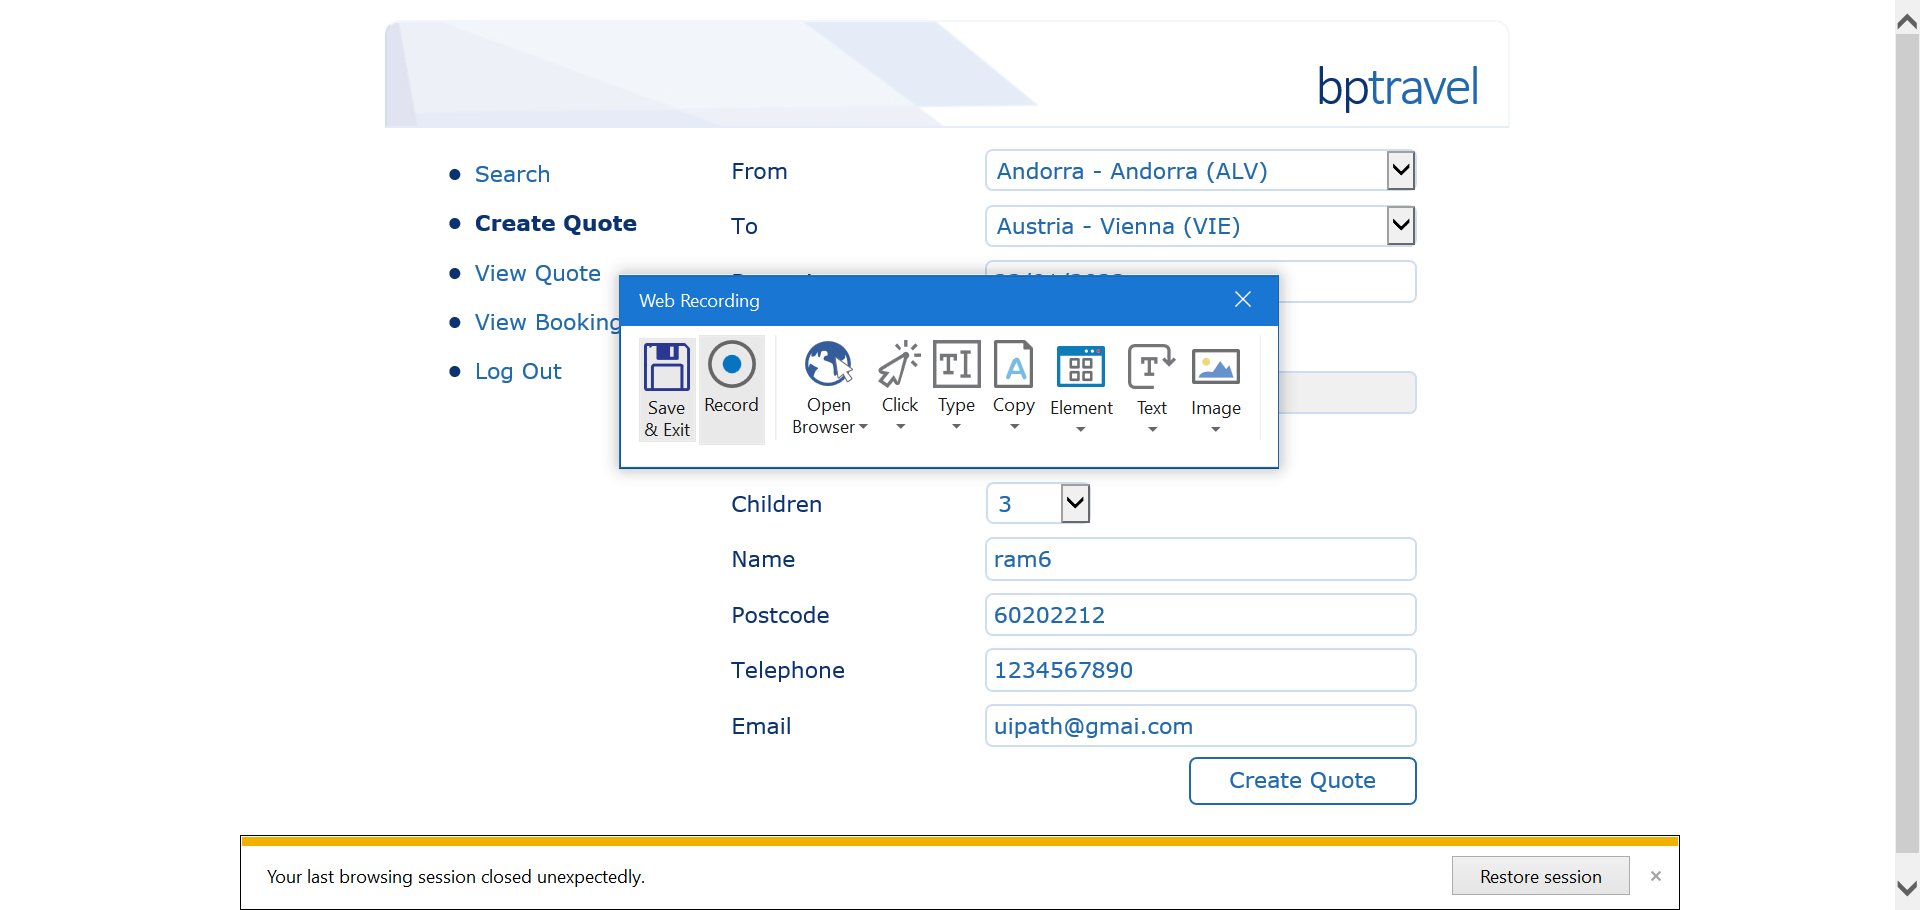 bptravel
Search
Create Quote
View Quote
View Booking
Log Out
From
Andorra - Andorra (ALV)
To
Austria - Vienna (VIE)
Web Recording
Save & Exit
Record
Open Browser
Click
Type
Copy
Element
Text
Image
Children
3
Name
ram6
Postcode
60202212
Telephone
1234567890
Email
uipath@gmai.com
Create Quote
Your last browsing session closed unexpectedly.
Restore session